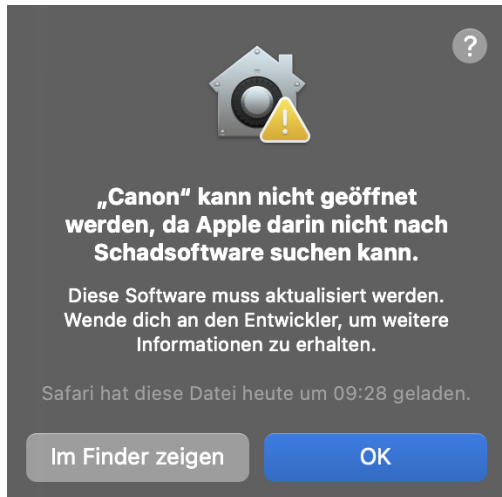 ?
„Canon“ kann nicht geöffnet
werden, da Apple darin nicht nach
Schadsoftware suchen kann.
Diese Software muss aktualisiert werden.
Wende dich an den Entwickler, um weitere
Informationen zu erhalten.
Safari hat diese Datei heute um 09:28 geladen.
Im Finder zeigen
OK